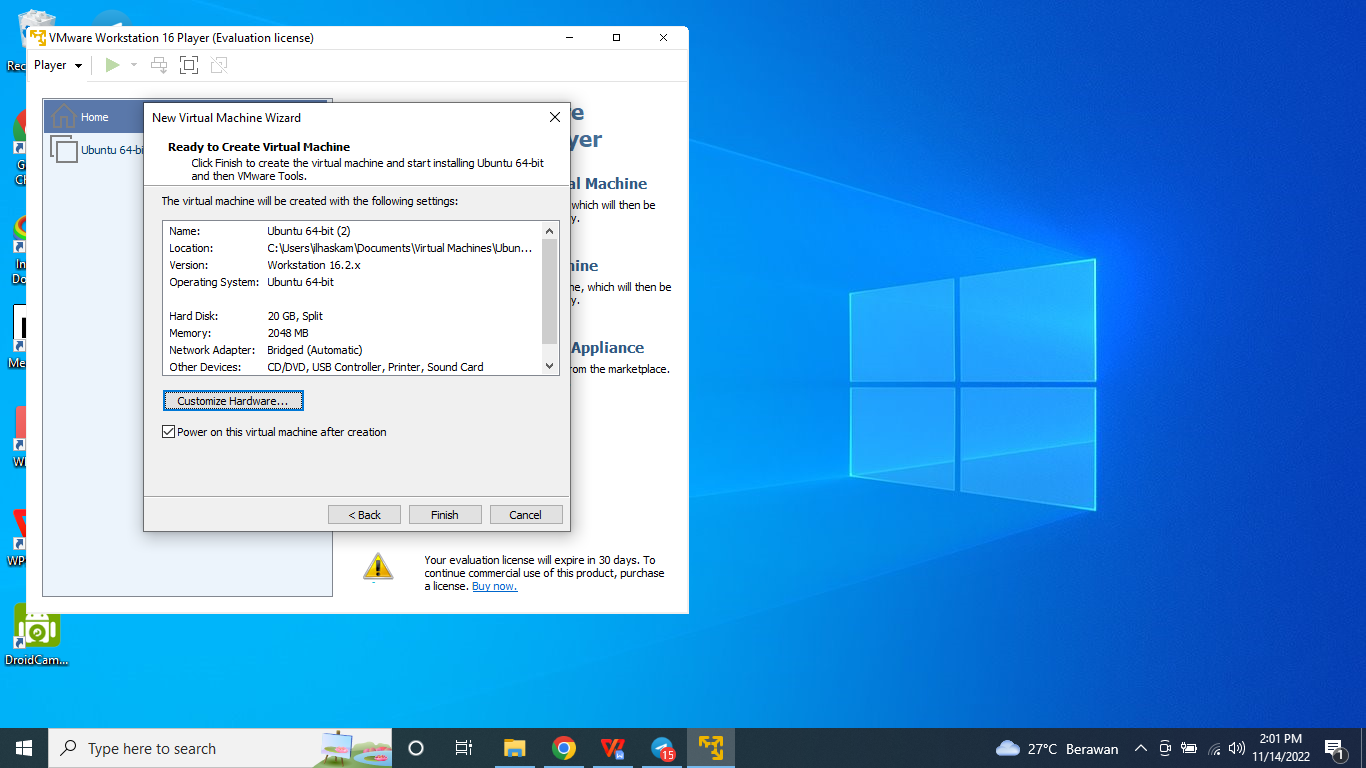 VMware Workstation 16 Player (Evaluation license)
Player
Home
Ubuntu 64-bi
New Virtual Machine Wizard
Ready to Create Virtual Machine
Click Finish to create the virtual machine and start installing Ubuntu 64-bit
and then VMware Tools.
The virtual machine will be created with the following settings:
Name: Ubuntu 64-bit (2)
Location: C:\Users\ilhaskam\Documents\Virtual Machines\Ubun...
Version: Workstation 16.2.x
Operating System: Ubuntu 64-bit
Hard Disk: 20 GB, Split
Memory: 2048 MB
Network Adapter: Bridged (Automatic)
Other Devices: CD/DVD, USB Controller, Printer, Sound Card
Customize Hardware...
Power on this virtual machine after creation
< Back
Finish
Cancel
re
yer
al Machine
which will then be
y.
hine
ne, which will then be
y.
Appliance
om the marketplace.
Your evaluation license will expire in 30 days. To
continue commercial use of this product, purchase
a license. Buy now.
Rec
G
Ch
In
Do
Me
W
WP
DroidCam...
Type here to search
15
27°C Berawan
2:01 PM
11/14/2022
1